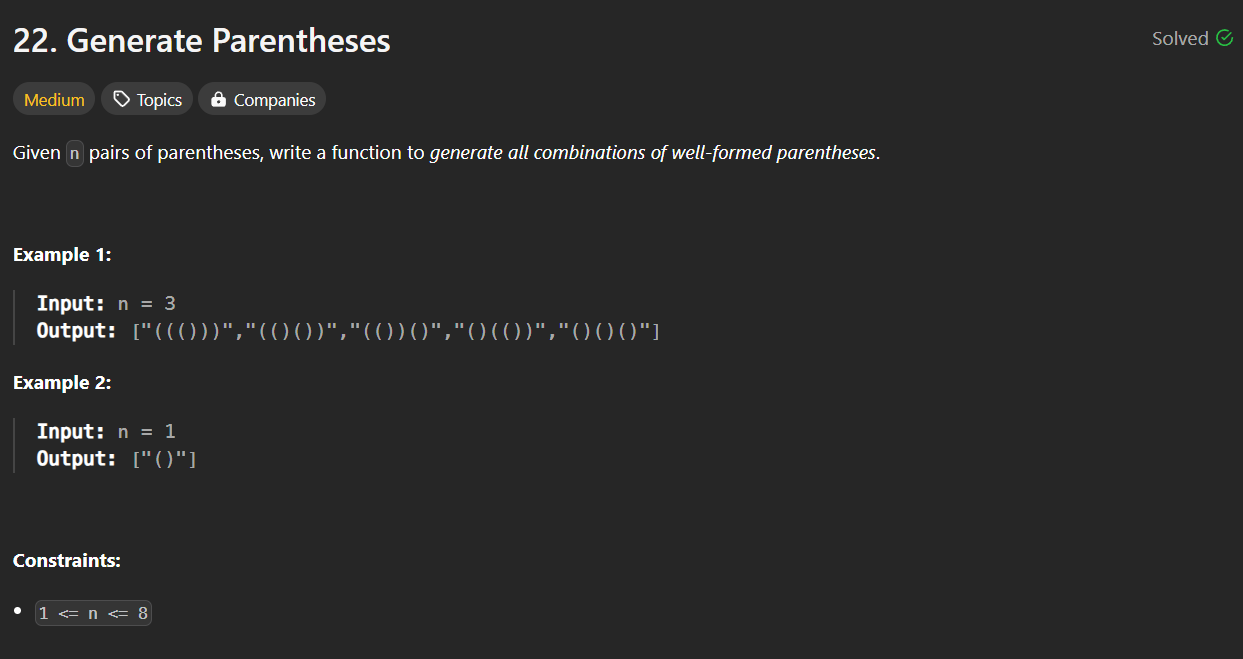 22. Generate Parentheses
Solved
Medium
Topics
Companies
Given n pairs of parentheses, write a function to generate all combinations of well-formed parentheses.
Example 1:
Input: n = 3
Output: ["((()))","(()())","(())()","()(())","()()()"]
Example 2:
Input: n = 1
Output: ["()"]
Constraints:
• 1 <= n <= 8